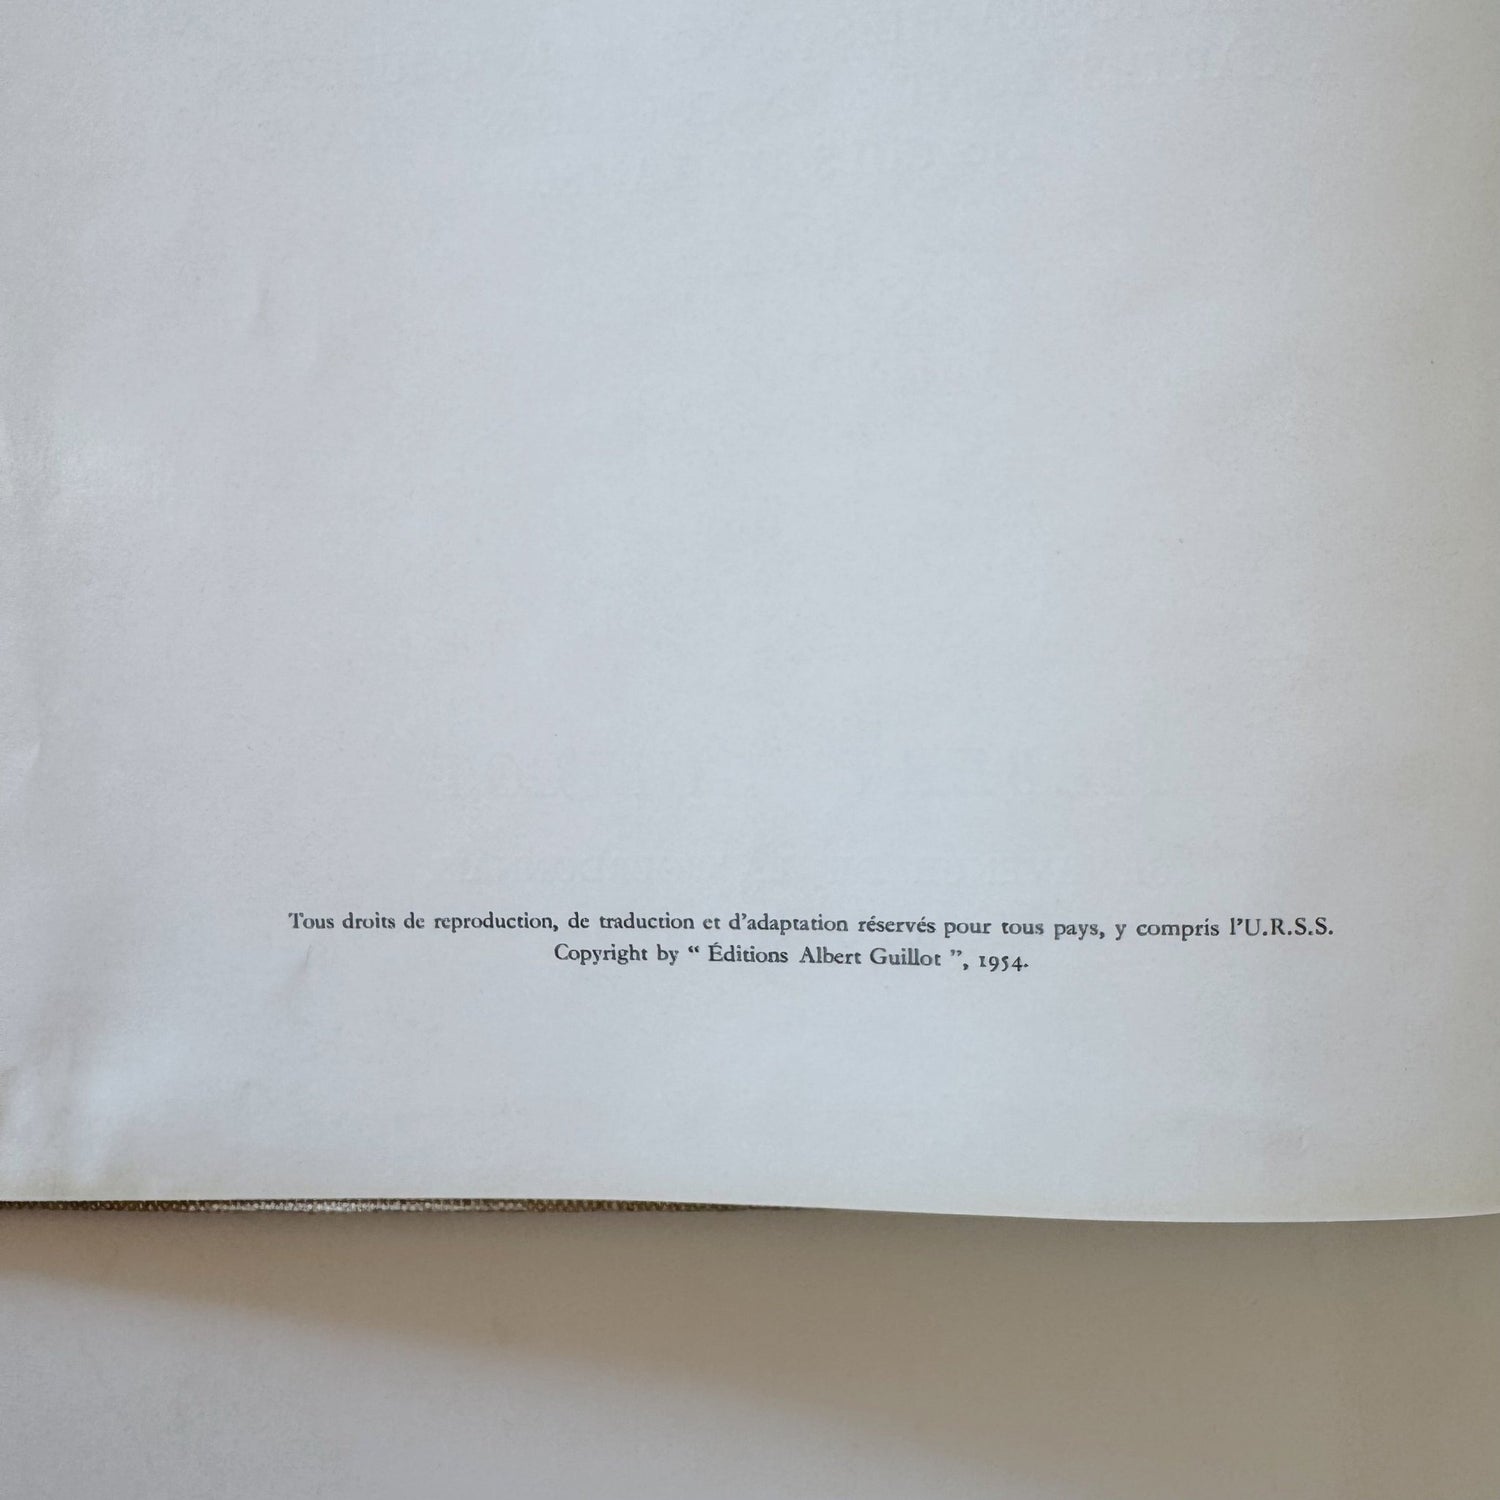 Tous droits de reproduction, de traduction et d'adaptation réservés pour tous pays, y compris l'U.R.S.S.
Copyright by “ Éditions Albert Guillot ”, 1954.